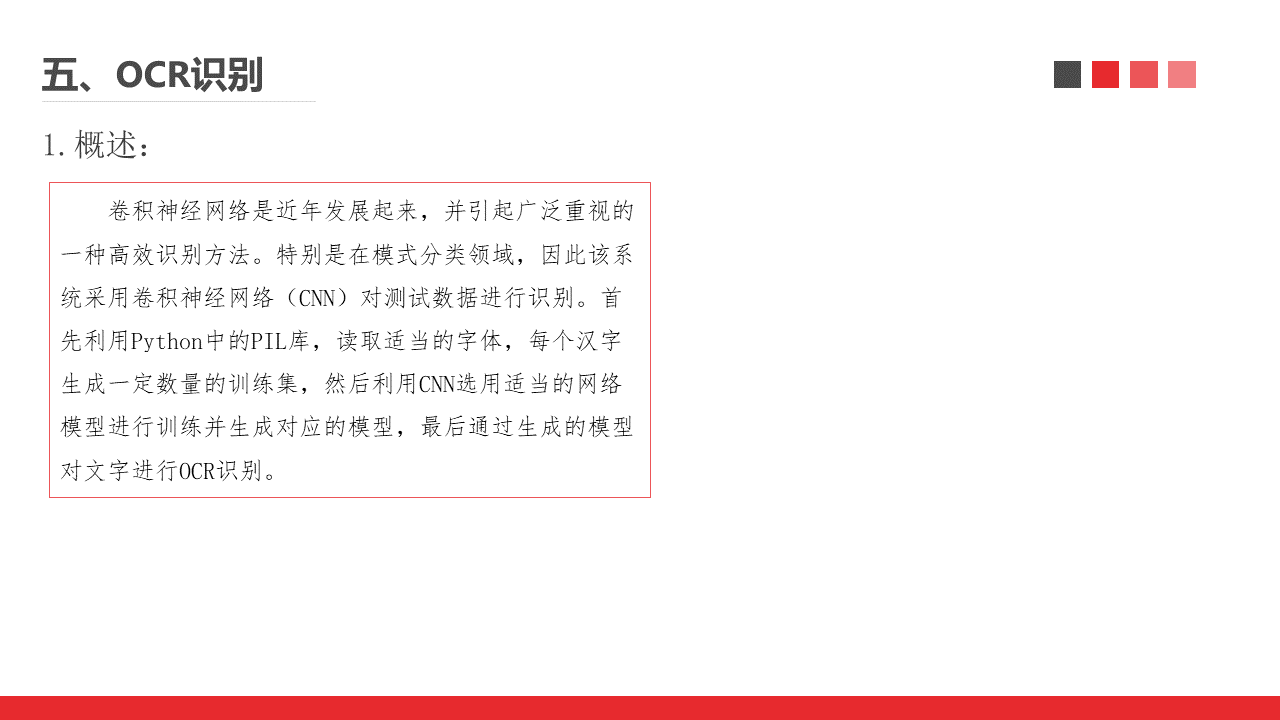 五、OCR识别
1.概述：
卷积神经网络是近年发展起来，并引起广泛重视的
一种高效识别方法。特别是在模式分类领域，因此该系
统采用卷积神经网络（CNN）对测试数据进行识别。首
先利用Python中的PIL库，读取适当的字体，每个汉字
生成一定数量的训练集，然后利用CNN选用适当的网络
模型进行训练并生成对应的模型，最后通过生成的模型
对文字进行OCR识别。